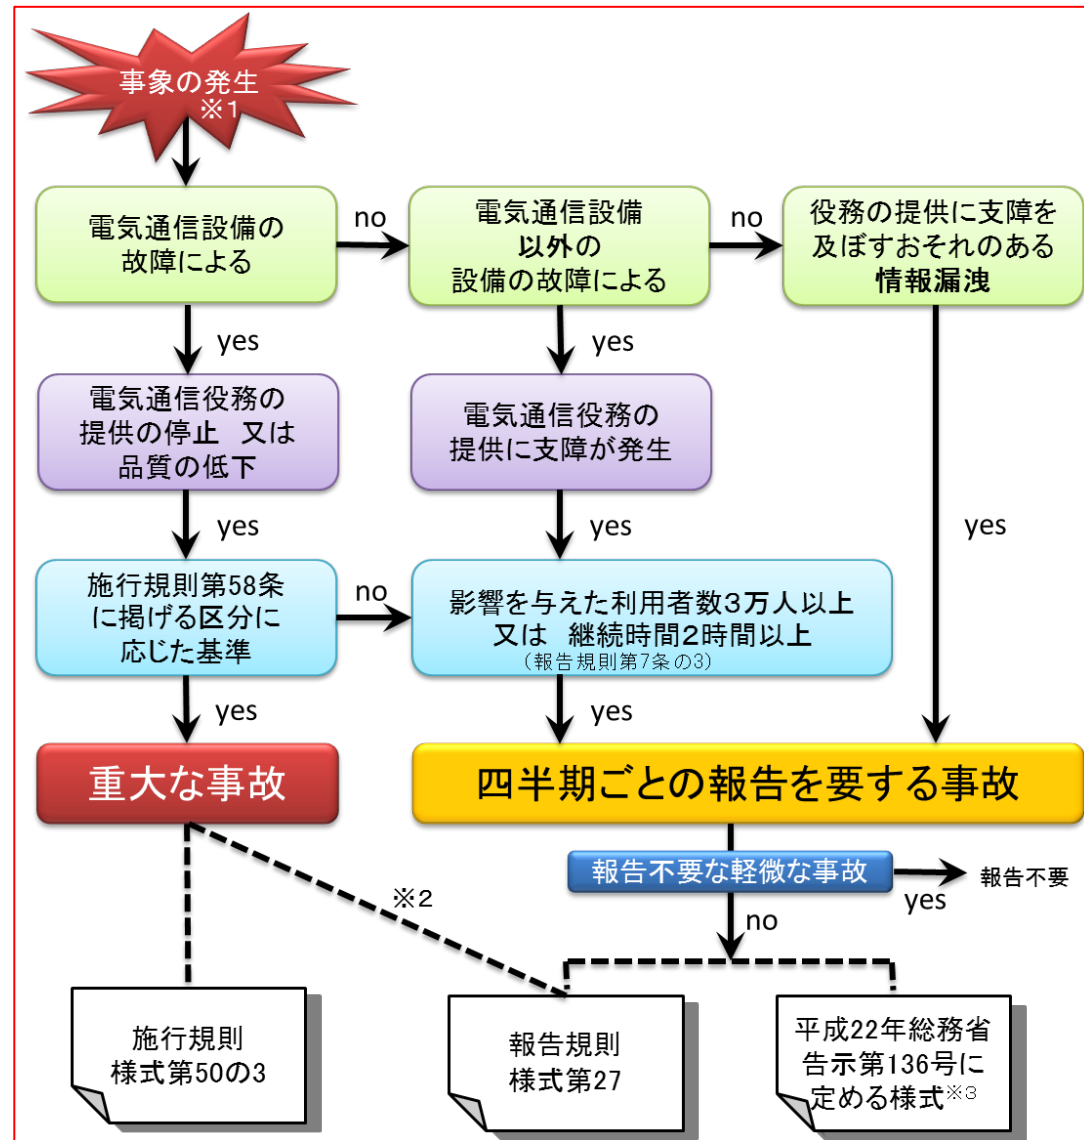 事象の発生
※1
電気通信設備の
故障による
no
電気通信設備
以外の
設備の故障による
no
役務の提供に支障を
及ぼすおそれのある
情報漏洩
yes
yes
電気通信役務の
提供の停止 又は
品質の低下
電気通信役務の
提供に支障が発生
yes
yes
yes
施行規則第58条
に掲げる区分に
応じた基準
no
影響を与えた利用者数3万人以上
又は 継続時間2時間以上
(報告規則第7条の3)
yes
yes
重大な事故
四半期ごとの報告を要する事故
報告不要な軽微な事故
yes
報告不要
※2
no
施行規則
様式第50の3
報告規則
様式第27
平成22年総務省
告示第136号に
定める様式※3